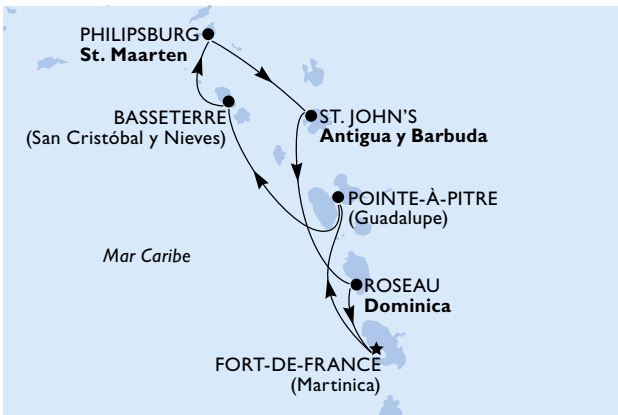 PHILIPSBURG
St. Maarten
BASSETERRE
(San Cristóbal y Nieves)
ST. JOHN'S
Antigua y Barbuda
POINTE-À-PITRE
(Guadalupe)
Mar Caribe
ROSEAU
Dominica
FORT-DE-FRANCE
(Martinica)